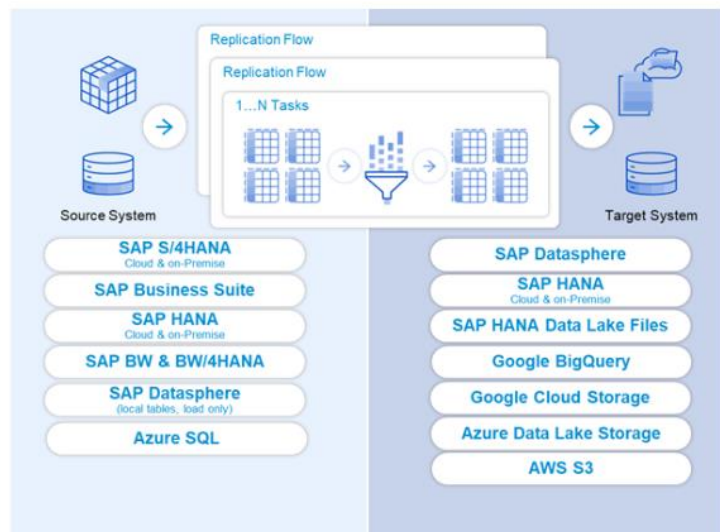 Replication Flow
Replication Flow
1...N Tasks
Source System
Target System
SAP S/4HANA
Cloud & on-Premise
SAP Business Suite
SAP HANA
Cloud & on-Premise
SAP BW & BW/4HANA
SAP Datasphere
(local tables, load only)
Azure SQL
SAP Datasphere
SAP HANA
Cloud & on-Premise
SAP HANA Data Lake Files
Google BigQuery
Google Cloud Storage
Azure Data Lake Storage
AWS S3